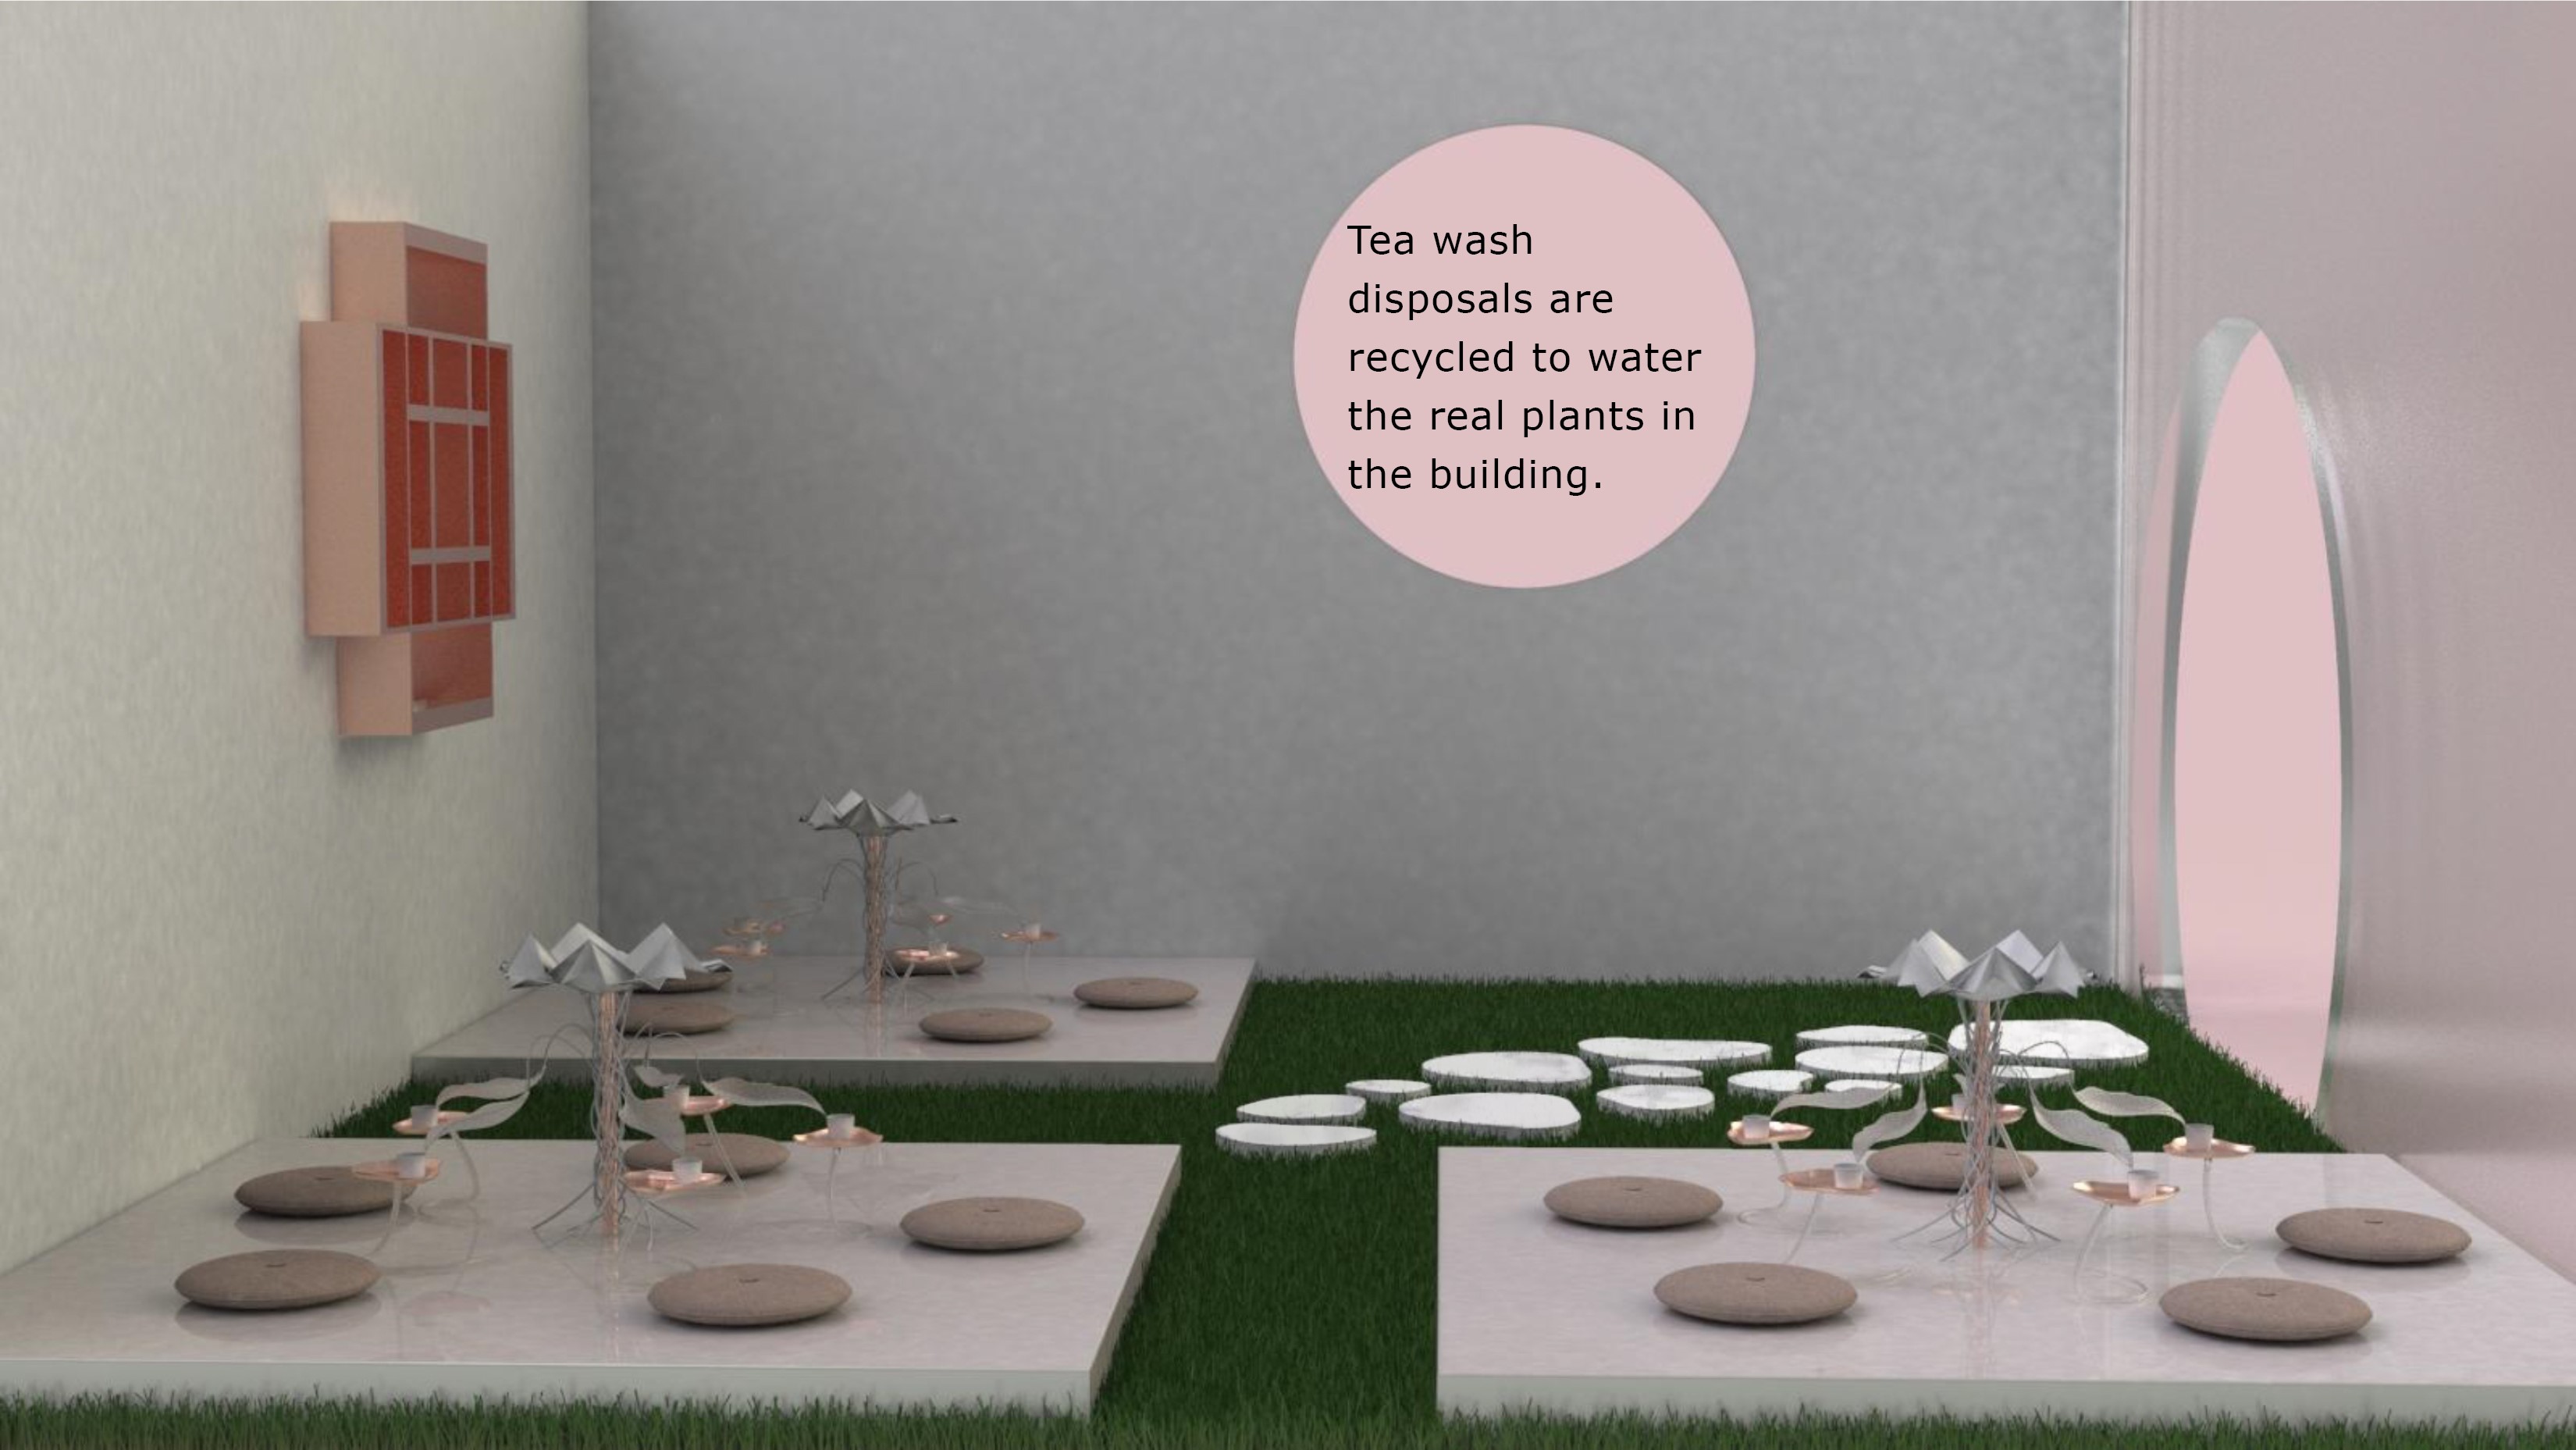 Tea wash
disposals are
recycled to water
the real plants in
the building.